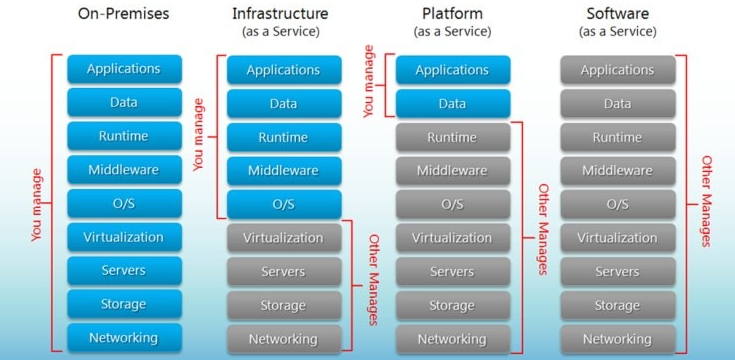 On-Premises
You manage
Applications
Data
Runtime
Middleware
O/S
Virtualization
Servers
Storage
Networking
Infrastructure
(as a Service)
You manage
Applications
Data
Runtime
Middleware
O/S
Virtualization
Servers
Storage
Networking
Other Manages
Platform
(as a Service)
You manage
Applications
Data
Runtime
Middleware
O/S
Virtualization
Servers
Storage
Networking
Other Manages
Software
(as a Service)
Applications
Data
Runtime
Middleware
O/S
Virtualization
Servers
Storage
Networking
Other Manages